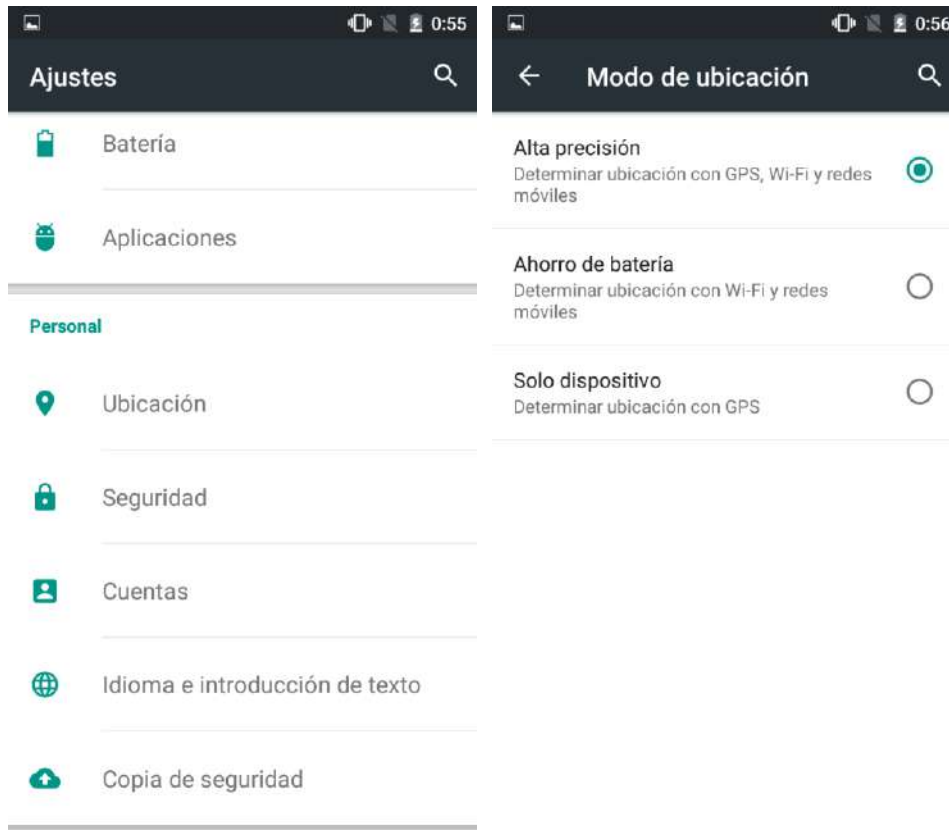 0:55
Ajustes
Batería
Aplicaciones
Personal
Ubicación
Seguridad
Cuentas
Idioma e introducción de texto
Copia de seguridad
0:56
Modo de ubicación
Alta precisión
Determinar ubicación con GPS, Wi-Fi y redes
móviles
Ahorro de batería
Determinar ubicación con Wi-Fi y redes
móviles
Solo dispositivo
Determinar ubicación con GPS